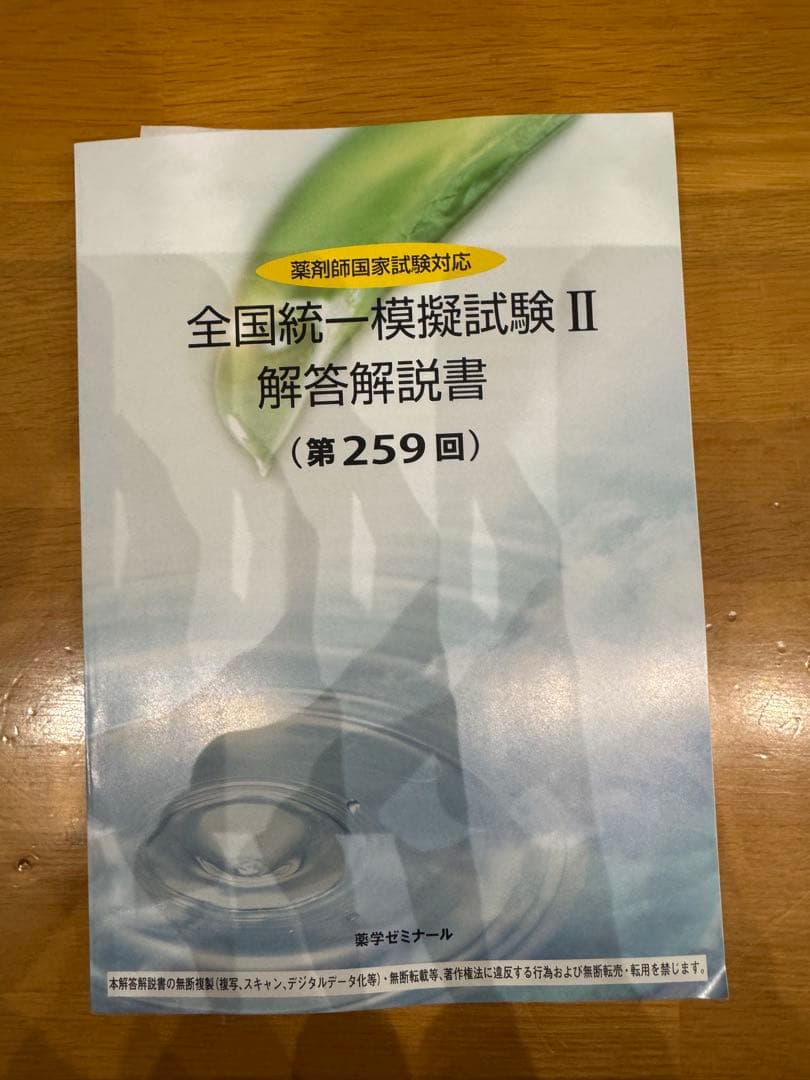 薬剤師国家試験対応
全国統一模擬試験Ⅱ
解答解説書
(第259回)
薬学ゼミナール
本解答解説書の無断複製(複写、スキャン、デジタルデータ化等)・無断転載等、著作権法に違反する行為および無断転売・転用を禁じます。